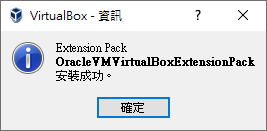 VirtualBox - 資訊
Extension Pack
OracleVMVirtualBoxExtensionPack
安裝成功。
確定